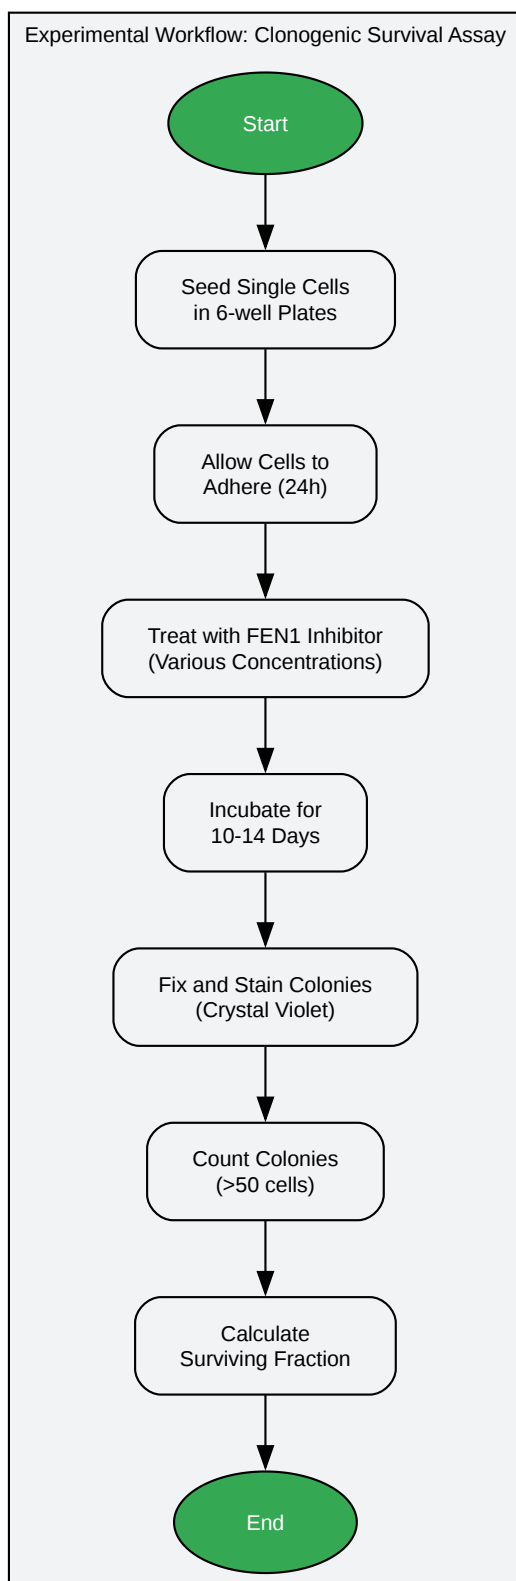 Experimental Workflow: Clonogenic Survival Assay
Start
Seed Single Cells
in 6-well Plates
Allow Cells to
Adhere (24h)
Treat with FEN1 Inhibitor
(Various Concentrations)
Incubate for
10-14 Days
Fix and Stain Colonies
(Crystal Violet)
Count Colonies
(>50 cells)
Calculate
Surviving Fraction
End